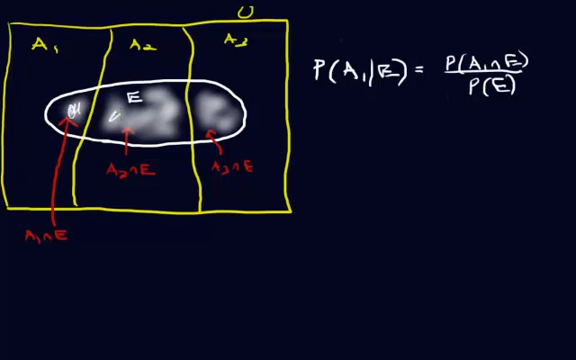 U
A₁ A₂ A₃
E
A₂∩E
A₃∩E
A₁∩E
P(A₁|E) = P(A₁∩E)
P(E)